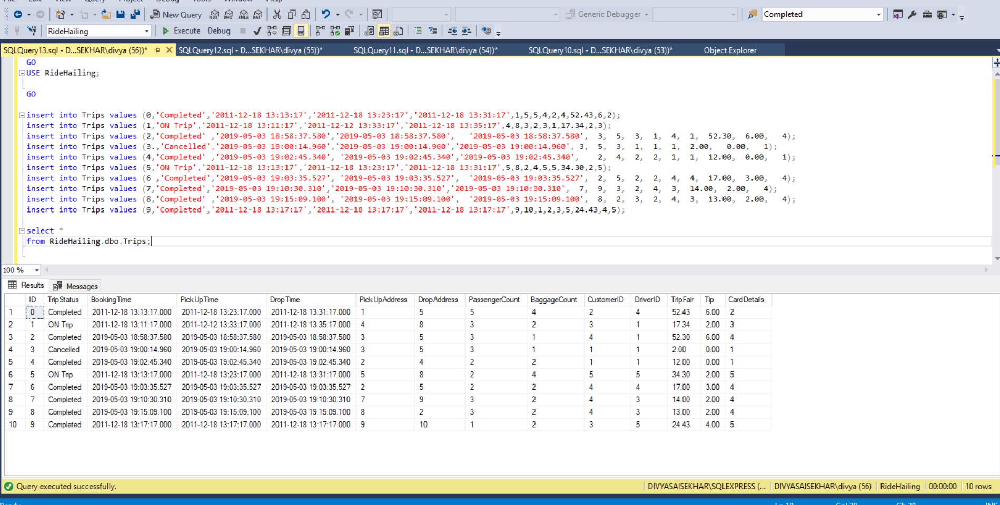 File Edit View Query Project Debug Tools Window Help
New Query MDX DMX XMLA DAX Generic Debugger Completed
RideHailing Execute Debug
SQLQuery13.sql - D...SEKHAR\divya (56))* SQLQuery12.sql - D...SEKHAR\divya (55))* SQLQuery11.sql - D...SEKHAR\divya (54))* SQLQuery10.sql - D...SEKHAR\divya (53))* Object Explorer
GO
USE RideHailing;
GO
insert into Trips values (0,'Completed','2011-12-18 13:13:17','2011-12-18 13:23:17','2011-12-18 13:31:17',1,5,5,4,2,4,52.43,6,2);
insert into Trips values (1,'ON Trip','2011-12-18 13:11:17','2011-12-12 13:33:17','2011-12-18 13:35:17',4,8,3,2,3,1,17.34,2,3);
insert into Trips values (2,'Completed' ,'2019-05-03 18:58:37.580','2019-05-03 18:58:37.580', '2019-05-03 18:58:37.580', 3, 5, 3, 1, 4, 1, 52.30, 6.00, 4);
insert into Trips values (3.,'Cancelled','2019-05-03 19:00:14.960','2019-05-03 19:00:14.960','2019-05-03 19:00:14.960', 3, 5, 3, 1, 1, 1, 2.00, 0.00, 1);
insert into Trips values (4,'Completed' ,'2019-05-03 19:02:45.340', '2019-05-03 19:02:45.340','2019-05-03 19:02:45.340', 2, 4, 2, 2, 1, 1, 12.00, 0.00, 1);
insert into Trips values (5,'ON Trip','2011-12-18 13:13:17','2011-12-18 13:23:17','2011-12-18 13:31:17',5,8,2,4,5,5,34.30,2,5);
insert into Trips values (6 ,'Completed' ,'2019-05-03 19:03:35.527', '2019-05-03 19:03:35.527', '2019-05-03 19:03:35.527', 2, 5, 2, 2, 4, 4, 17.00, 3.00, 4);
insert into Trips values (7,'Completed','2019-05-03 19:10:30.310','2019-05-03 19:10:30.310','2019-05-03 19:10:30.310', 7, 9, 3, 2, 4, 3, 14.00, 2.00, 4);
insert into Trips values (8,'Completed' ,'2019-05-03 19:15:09.100', '2019-05-03 19:15:09.100', '2019-05-03 19:15:09.100', 8, 2, 3, 2, 4, 3, 13.00, 2.00, 4);
insert into Trips values (9,'Completed','2011-12-18 13:17:17','2011-12-18 13:17:17','2011-12-18 13:17:17',9,10,1,2,3,5,24.43,4,5);
select *
from RideHailing.dbo.Trips;
100 %
Results Messages
ID TripStatus BookingTime PickUpTime DropTime PickUpAddress DropAddress PassengerCount BaggageCount CustomerID DriverID TripFair Tip CardDetails
1 0 Completed 2011-12-18 13:13:17.000 2011-12-18 13:23:17.000 2011-12-18 13:31:17.000 1 5 5 4 2 4 52.43 6.00 2
2 1 ON Trip 2011-12-18 13:11:17.000 2011-12-12 13:33:17.000 2011-12-18 13:35:17.000 4 8 3 2 3 1 17.34 2.00 3
3 2 Completed 2019-05-03 18:58:37.580 2019-05-03 18:58:37.580 2019-05-03 18:58:37.580 3 5 3 1 4 1 52.30 6.00 4
4 3 Cancelled 2019-05-03 19:00:14.960 2019-05-03 19:00:14.960 2019-05-03 19:00:14.960 3 5 3 1 1 1 2.00 0.00 1
5 4 Completed 2019-05-03 19:02:45.340 2019-05-03 19:02:45.340 2019-05-03 19:02:45.340 2 4 2 2 1 1 12.00 0.00 1
6 5 ON Trip 2011-12-18 13:13:17.000 2011-12-18 13:23:17.000 2011-12-18 13:31:17.000 5 8 2 4 5 5 34.30 2.00 5
7 6 Completed 2019-05-03 19:03:35.527 2019-05-03 19:03:35.527 2019-05-03 19:03:35.527 2 5 2 2 4 4 17.00 3.00 4
8 7 Completed 2019-05-03 19:10:30.310 2019-05-03 19:10:30.310 2019-05-03 19:10:30.310 7 9 3 2 4 3 14.00 2.00 4
9 8 Completed 2019-05-03 19:15:09.100 2019-05-03 19:15:09.100 2019-05-03 19:15:09.100 8 2 3 2 4 3 13.00 2.00 4
10 9 Completed 2011-12-18 13:17:17.000 2011-12-18 13:17:17.000 2011-12-18 13:17:17.000 9 10 1 2 3 5 24.43 4.00 5
Query executed successfully. DIVYASAISEKHAR\SQLEXPRESS (... DIVYASAISEKHAR\divya (56) RideHailing 00:00:00 10 rows